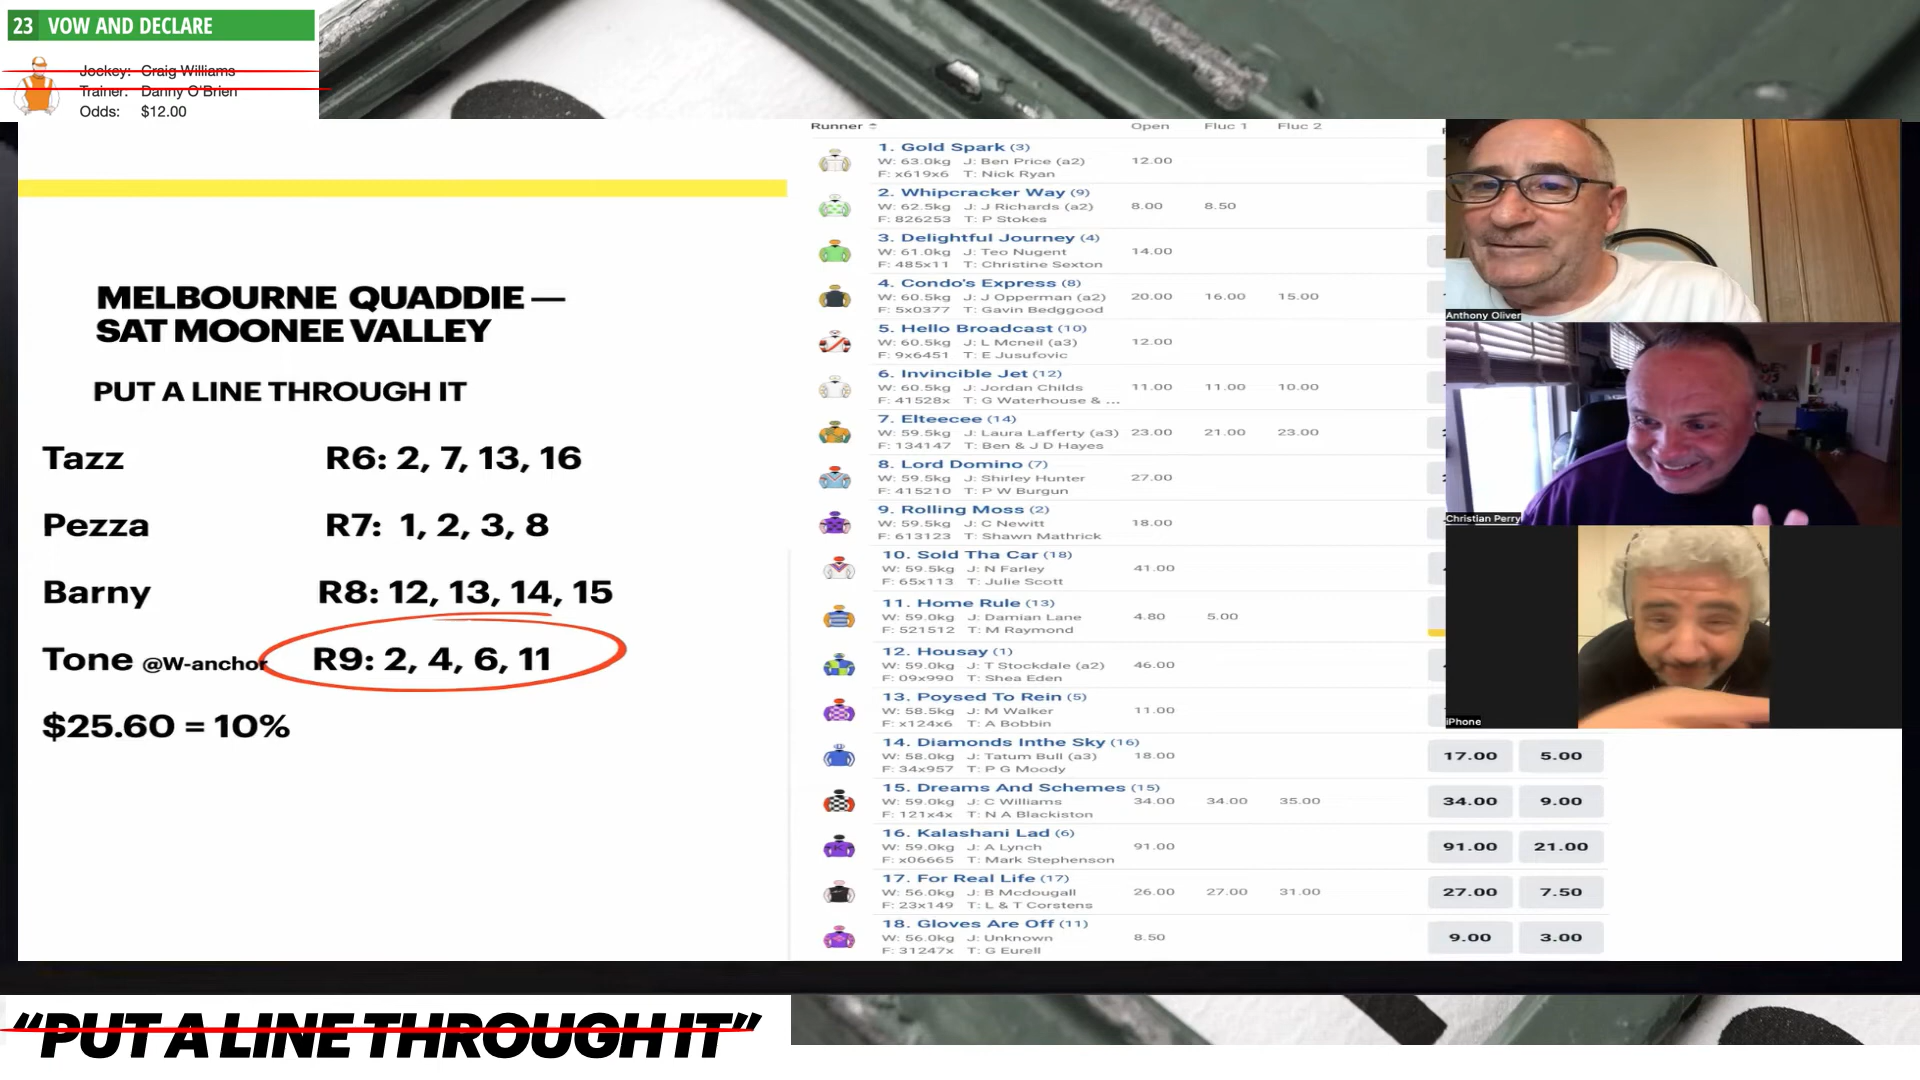 23 VOW AND DECLARE
Jockey: Craig Williams
Trainer: Danny O'Brien
Odds: $12.00
MELBOURNE QUADDIE —
SAT MOONEE VALLEY
PUT A LINE THROUGH IT
Tazz R6: 2, 7, 13, 16
Pezza R7: 1, 2, 3, 8
Barny R8: 12, 13, 14, 15
Tone @W-anchor R9: 2, 4, 6, 11
$25.60 = 10%
Runner Open Fluc 1 Fluc 2
1. Gold Spark (3)
W: 63.0kg J: Ben Price (a2) 12.00
F: x619x6 T: Nick Ryan
2. Whipcracker Way (9)
W: 62.5kg J: J Richards (a2) 8.00 8.50
F: 826253 T: P Stokes
3. Delightful Journey (4)
W: 61.0kg J: Teo Nugent 14.00
F: 485x11 T: Christine Sexton
4. Condo's Express (8)
W: 60.5kg J: J Opperman (a2) 20.00 16.00 15.00
F: 5x0377 T: Gavin Bedggood
5. Hello Broadcast (10)
W: 60.5kg J: L Mcneil (a3) 12.00
F: 9x6451 T: E Jusufovic
6. Invincible Jet (12)
W: 60.5kg J: Jordan Childs 11.00 11.00 10.00
F: 41528x T: G Waterhouse & ...
7. Elteecee (14)
W: 59.5kg J: Laura Lafferty (a3) 23.00 21.00 23.00
F: 134147 T: Ben & J D Hayes
8. Lord Domino (7)
W: 59.5kg J: Shirley Hunter 27.00
F: 415210 T: P W Burgun
9. Rolling Moss (2)
W: 59.5kg J: C Newitt 18.00
F: 613123 T: Shawn Mathrick
10. Sold Tha Car (18)
W: 59.5kg J: N Farley 41.00
F: 65x113 T: Julie Scott
11. Home Rule (13)
W: 59.0kg J: Damian Lane 4.80 5.00
F: 521512 T: M Raymond
12. Housay (1)
W: 59.0kg J: T Stockdale (a2) 46.00
F: 09x990 T: Shea Eden
13. Poysed To Rein (5)
W: 58.5kg J: M Walker 11.00
F: x124x6 T: A Bobbin
14. Diamonds Inthe Sky (16)
W: 58.0kg J: Tatum Bull (a3) 18.00 17.00 5.00
F: 34x957 T: P G Moody
15. Dreams And Schemes (15)
W: 59.0kg J: C Williams 34.00 34.00 35.00 34.00 9.00
F: 121x4x T: N A Blackiston
16. Kalashani Lad (6)
W: 59.0kg J: A Lynch 91.00 91.00 21.00
F: x06665 T: Mark Stephenson
17. For Real Life (17)
W: 56.0kg J: B Mcdougall 26.00 27.00 31.00 27.00 7.50
F: 23x149 T: L & T Corstens
18. Gloves Are Off (11)
W: 56.0kg J: Unknown 8.50 9.00 3.00
F: 31247x T: G Eurell
Anthony Oliver
Christian Perry
iPhone
"PUT A LINE THROUGH IT"